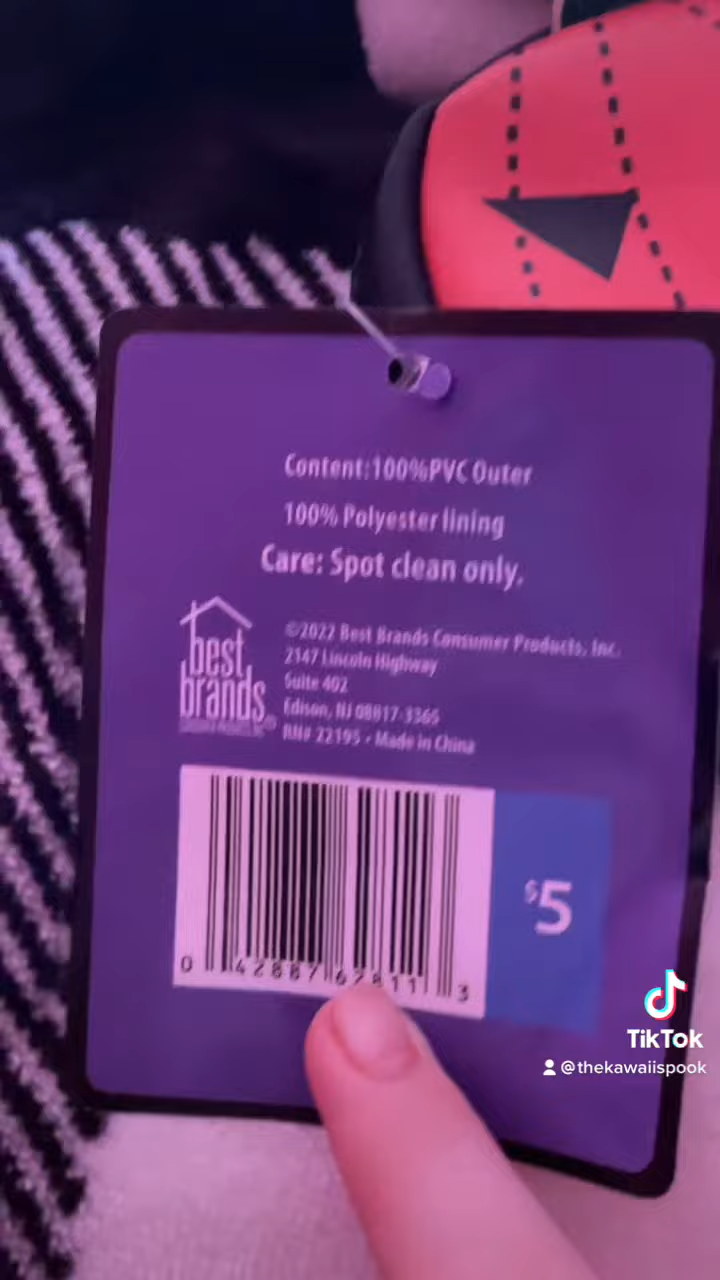 Content:100%PVC Outer
100% Polyester lining
Care: Spot clean only.
best
brands
©2022 Best Brands Consumer Products, Inc.
2147 Lincoln Highway
Suite 402
Edison, NJ 08817-3365
RN# 22195 • Made in China
0 42887 62811 3
$5
TikTok
@thekawaiispook